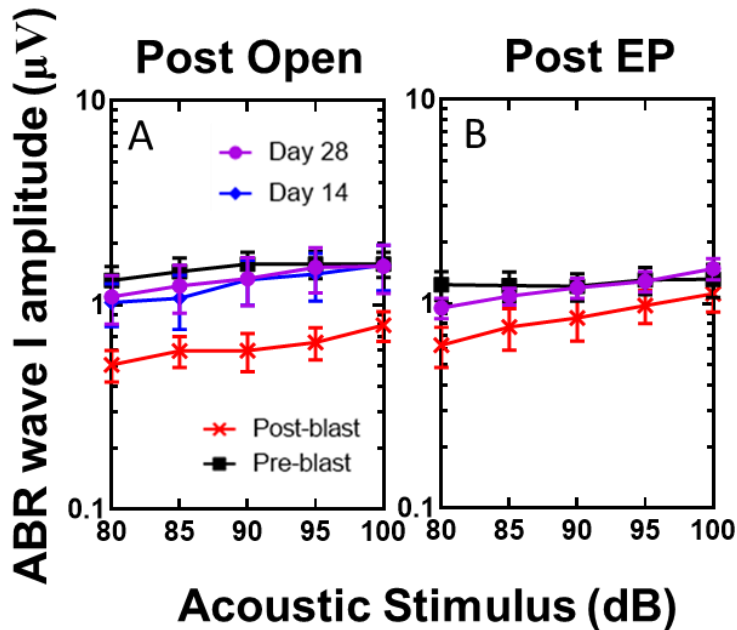 Post Open
Post EP
ABR wave I amplitude (μV)
10
1
0.1
A
Day 28
Day 14
Post-blast
Pre-blast
80 85 90 95 100
10
1
0.1
B
80 85 90 95 100
Acoustic Stimulus (dB)